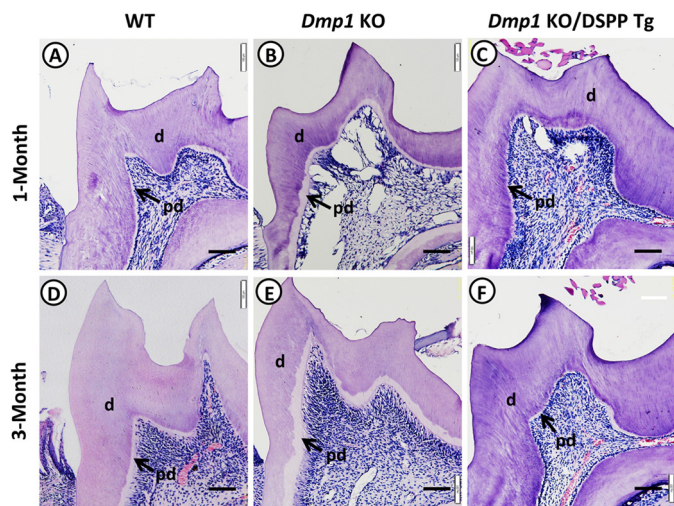 WT
Dmp1 KO
Dmp1 KO/DSPP Tg
1-Month
A
d
pd
B
d
pd
C
d
pd
3-Month
D
d
pd
E
d
pd
F
d
pd